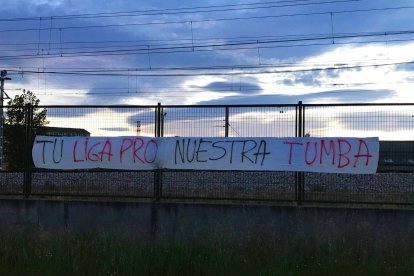 TU LIGA PRO NUESTRA TUMBA